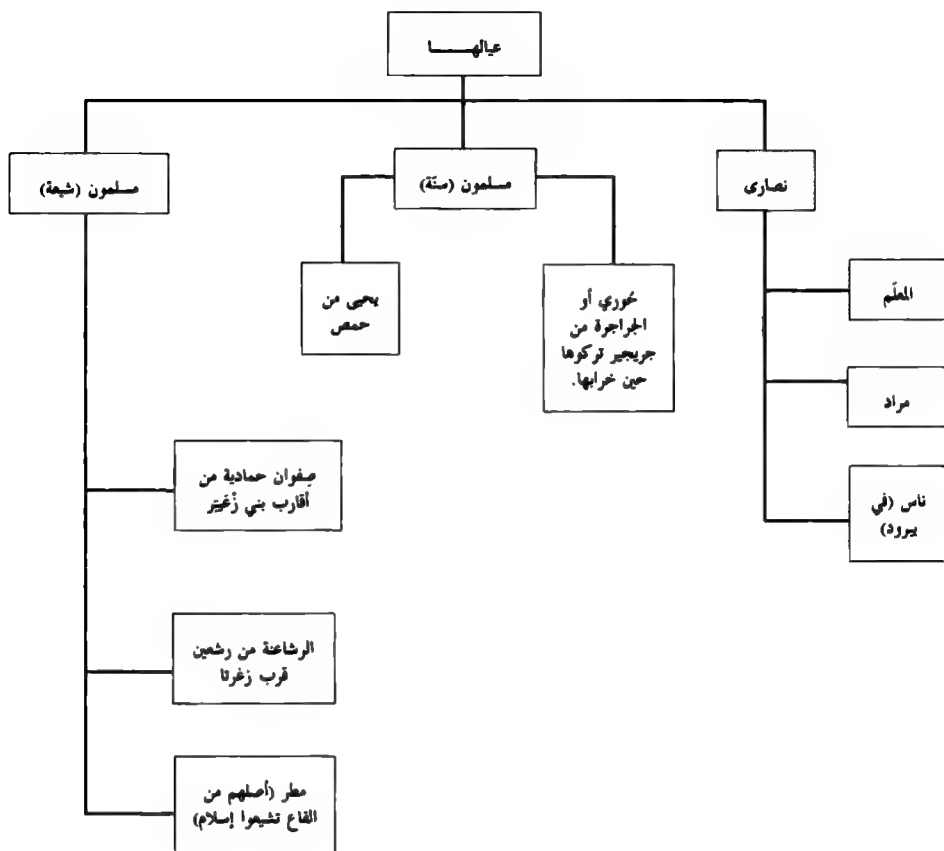 عيالهـــــــا
نصارى
مسلمون (سنّة)
مسلمون (شيعة)
المعلّم
مراد
ناس (في
يبرود)
خوري أو
الجراجرة من
جريجير تركوها
حين خرابها.
يحيى من
حمص
صفوان حمادية من
أقارب بني زُغَيتر
الرشاعنة من رشعين
قرب زغرتا
مطر (أصلهم من
القاع تشيعوا إسلام)